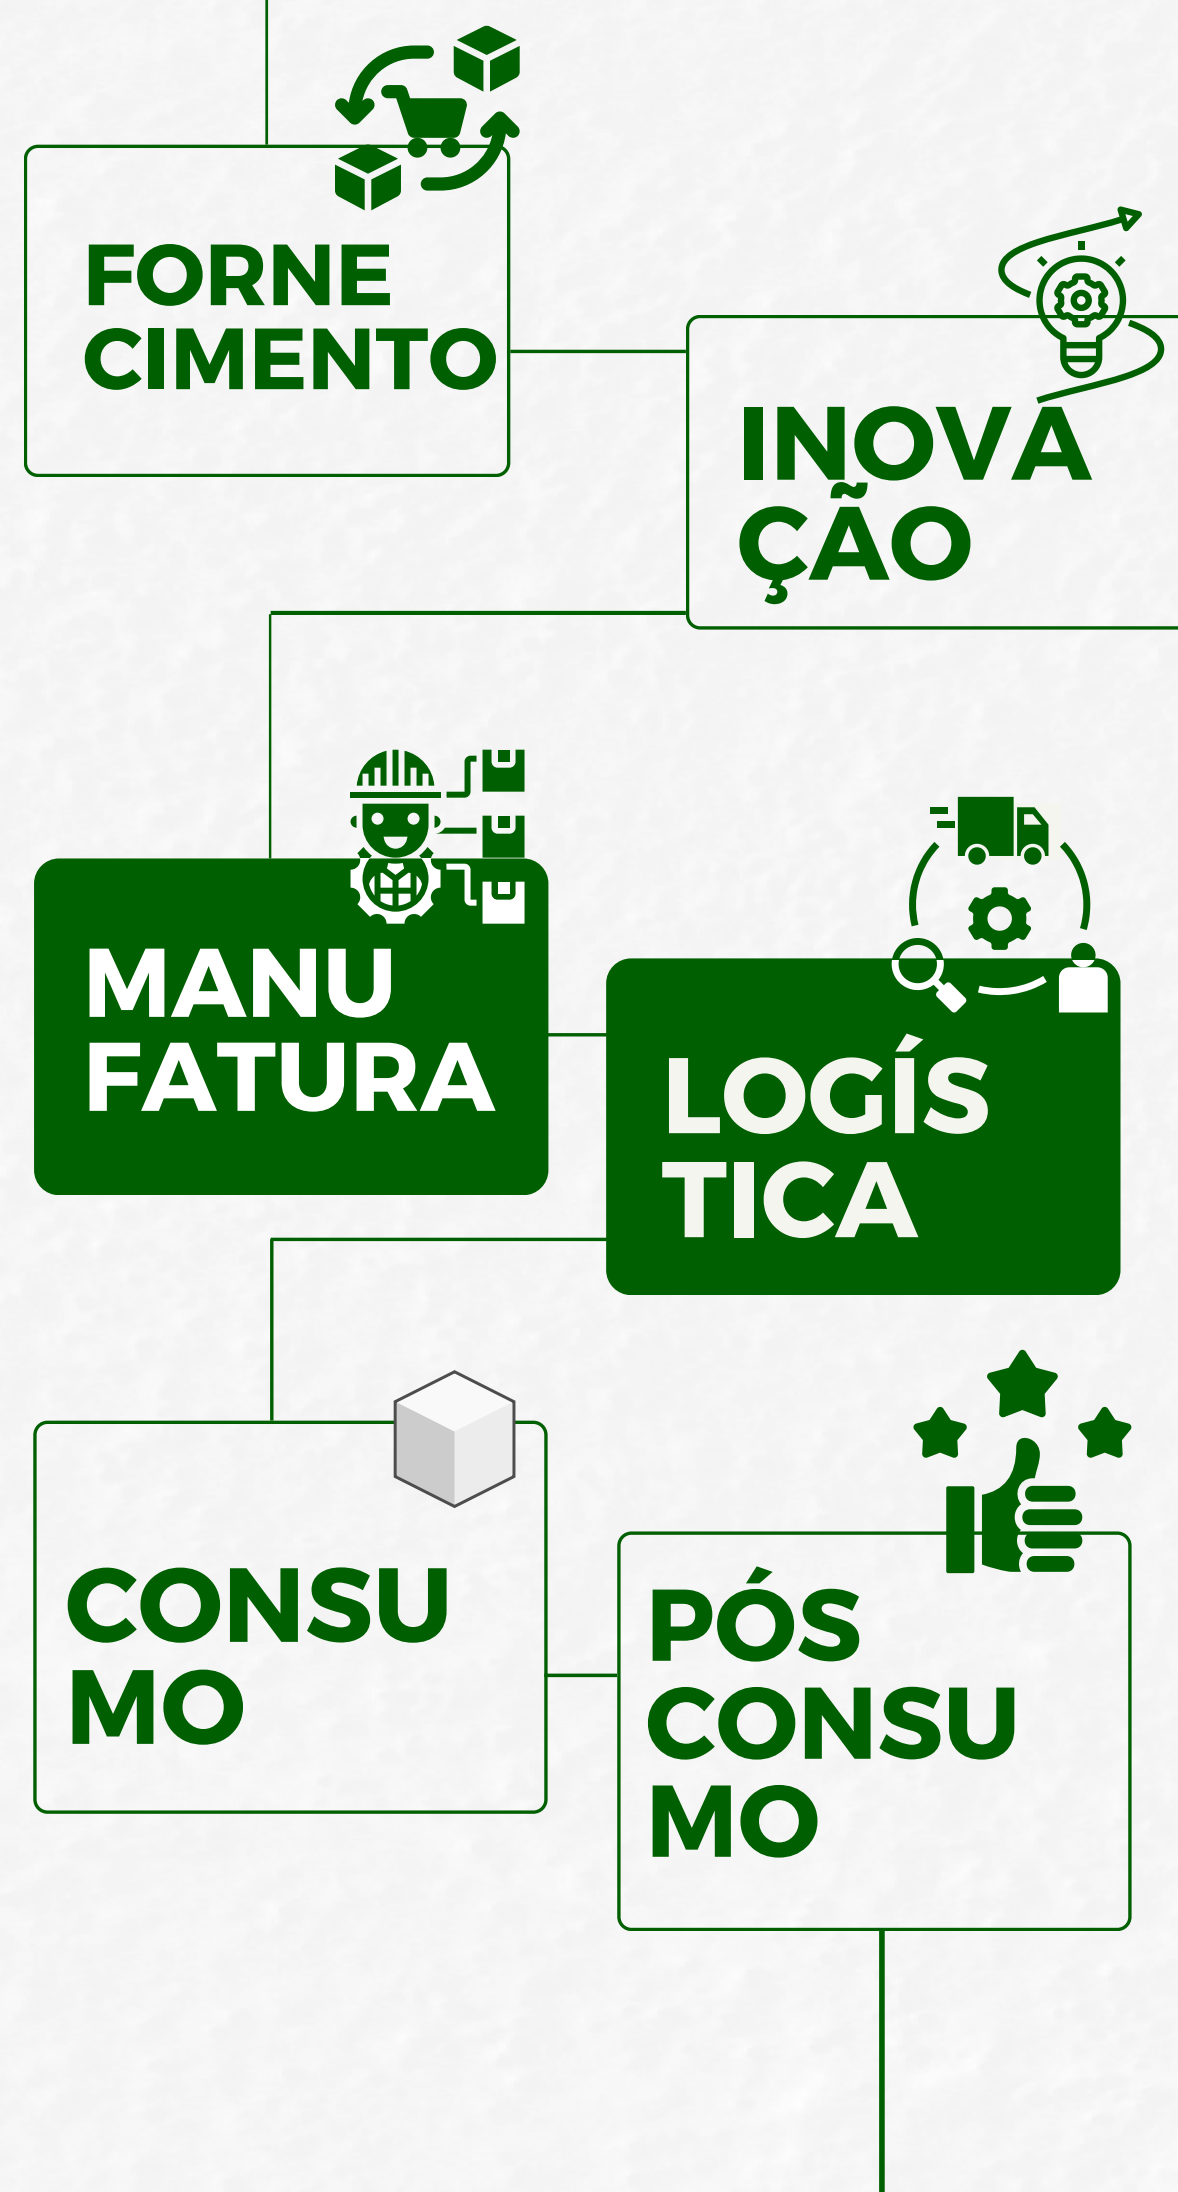 FORNE
CIMENTO
INOVA
ÇÃO
MANU
FATURA
LOGÍS
TICA
CONSU
MO
PÓS
CONSU
MO